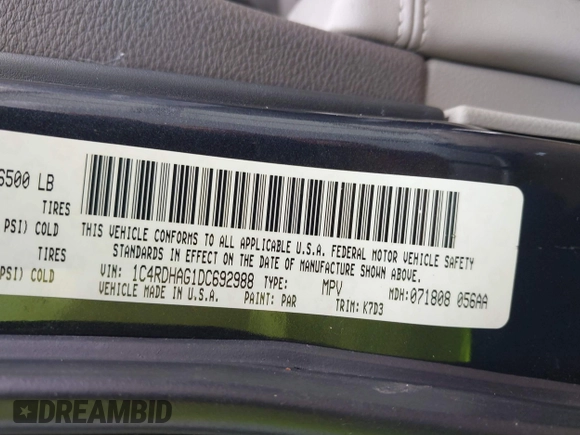 6500 LB
TIRES
PSI) COLD
TIRES
PSI) COLD
THIS VEHICLE CONFORMS TO ALL APPLICABLE U.S.A. FEDERAL MOTOR VEHICLE SAFETY
STANDARDS IN EFFECT ON THE DATE OF MANUFACTURE SHOWN ABOVE.
VIN: 1C4RDHAG1DC692988 TYPE: MPV MDH:071808 056AA
VEHICLE MADE IN U.S.A. PAINT: PAR TRIM: K7D3
DREAMBID